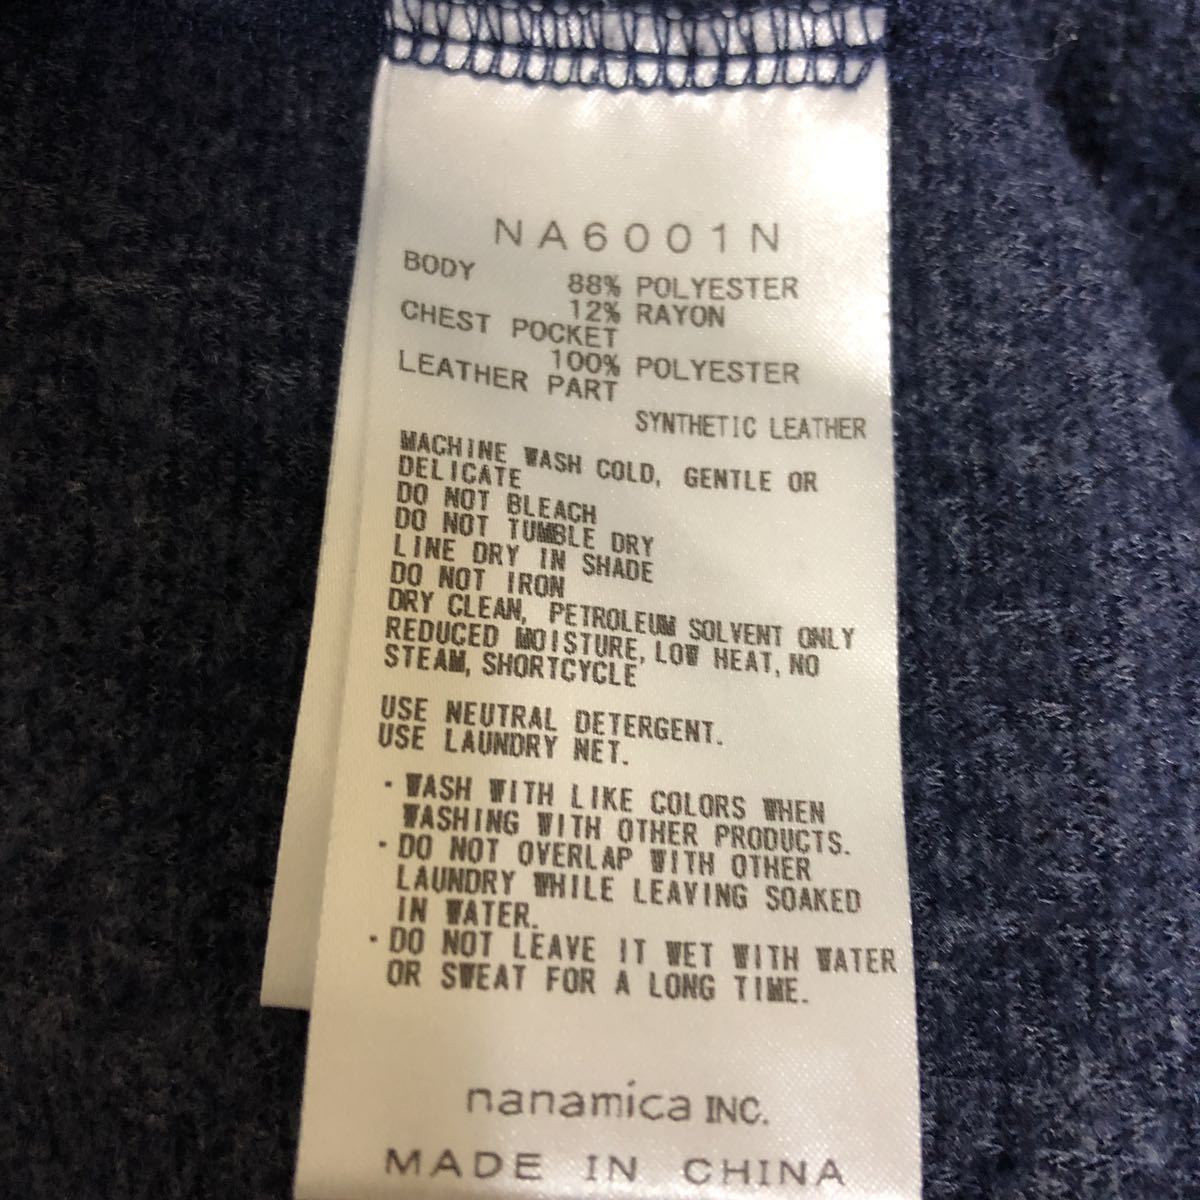 NA6001N
BODY
88% POLYESTER
12% RAYON
CHEST POCKET
100% POLYESTER
LEATHER PART
SYNTHETIC LEATHER
MACHINE WASH COLD, GENTLE OR
DELICATE
DO NOT BLEACH
DO NOT TUMBLE DRY
LINE DRY IN SHADE
DO NOT IRON
DRY CLEAN, PETROLEUM SOLVENT ONLY
REDUCED MOISTURE, LOW HEAT, NO
STEAM, SHORTCYCLE
USE NEUTRAL DETERGENT.
USE LAUNDRY NET.
・WASH WITH LIKE COLORS WHEN
WASHING WITH OTHER PRODUCTS.
・DO NOT OVERLAP WITH OTHER
LAUNDRY WHILE LEAVING SOAKED
IN WATER.
・DO NOT LEAVE IT WET WITH WATER
OR SWEAT FOR A LONG TIME.
nanamica INC.
MADE IN CHINA